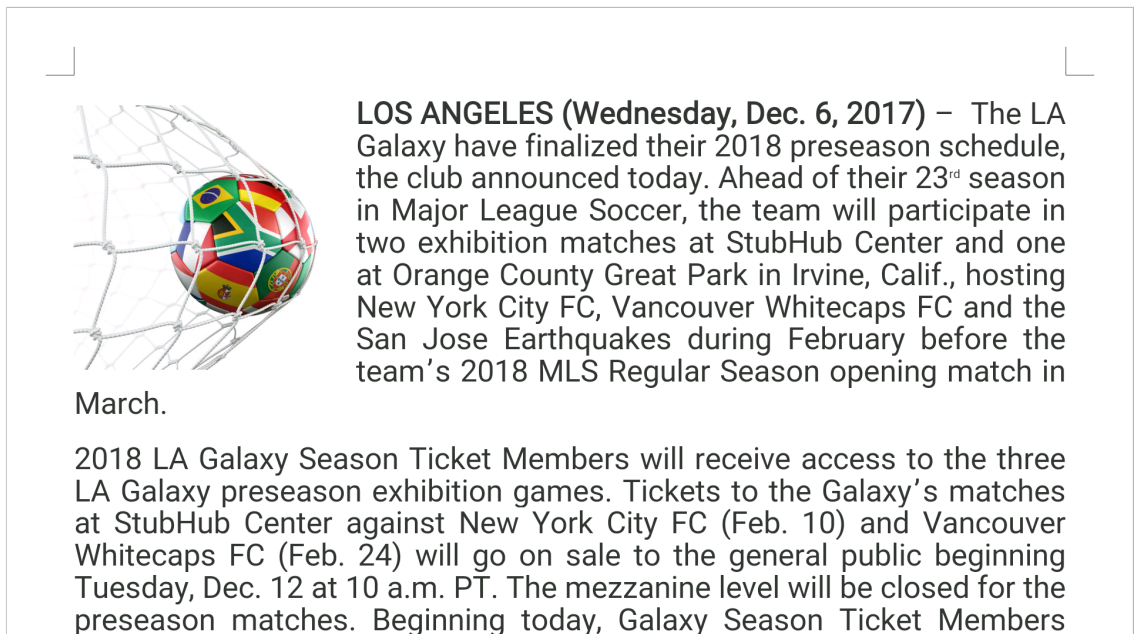 LOS ANGELES (Wednesday, Dec. 6, 2017) – The LA
Galaxy have finalized their 2018 preseason schedule,
the club announced today. Ahead of their 23rd season
in Major League Soccer, the team will participate in
two exhibition matches at StubHub Center and one
at Orange County Great Park in Irvine, Calif., hosting
New York City FC, Vancouver Whitecaps FC and the
San Jose Earthquakes during February before the
team’s 2018 MLS Regular Season opening match in
March.
2018 LA Galaxy Season Ticket Members will receive access to the three
LA Galaxy preseason exhibition games. Tickets to the Galaxy’s matches
at StubHub Center against New York City FC (Feb. 10) and Vancouver
Whitecaps FC (Feb. 24) will go on sale to the general public beginning
Tuesday, Dec. 12 at 10 a.m. PT. The mezzanine level will be closed for the
preseason matches. Beginning today, Galaxy Season Ticket Members